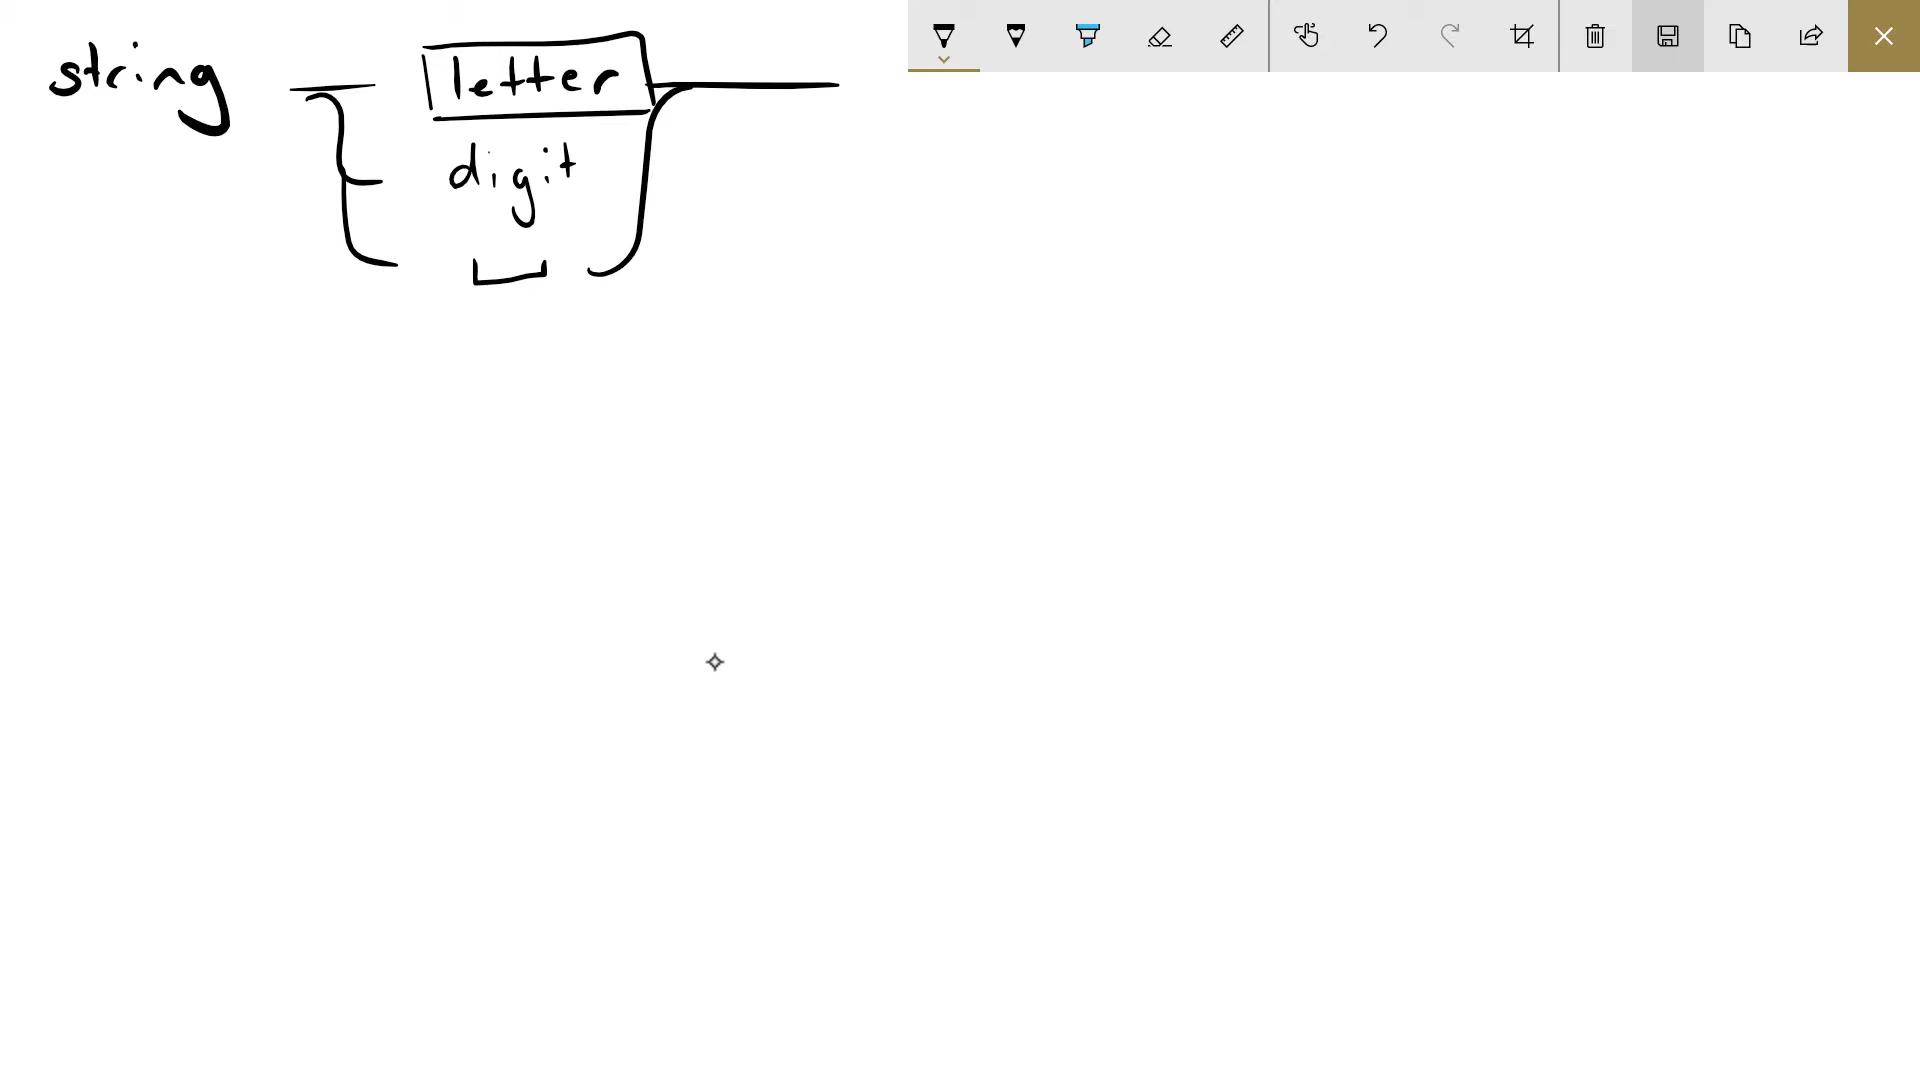 string letter
digit
␣